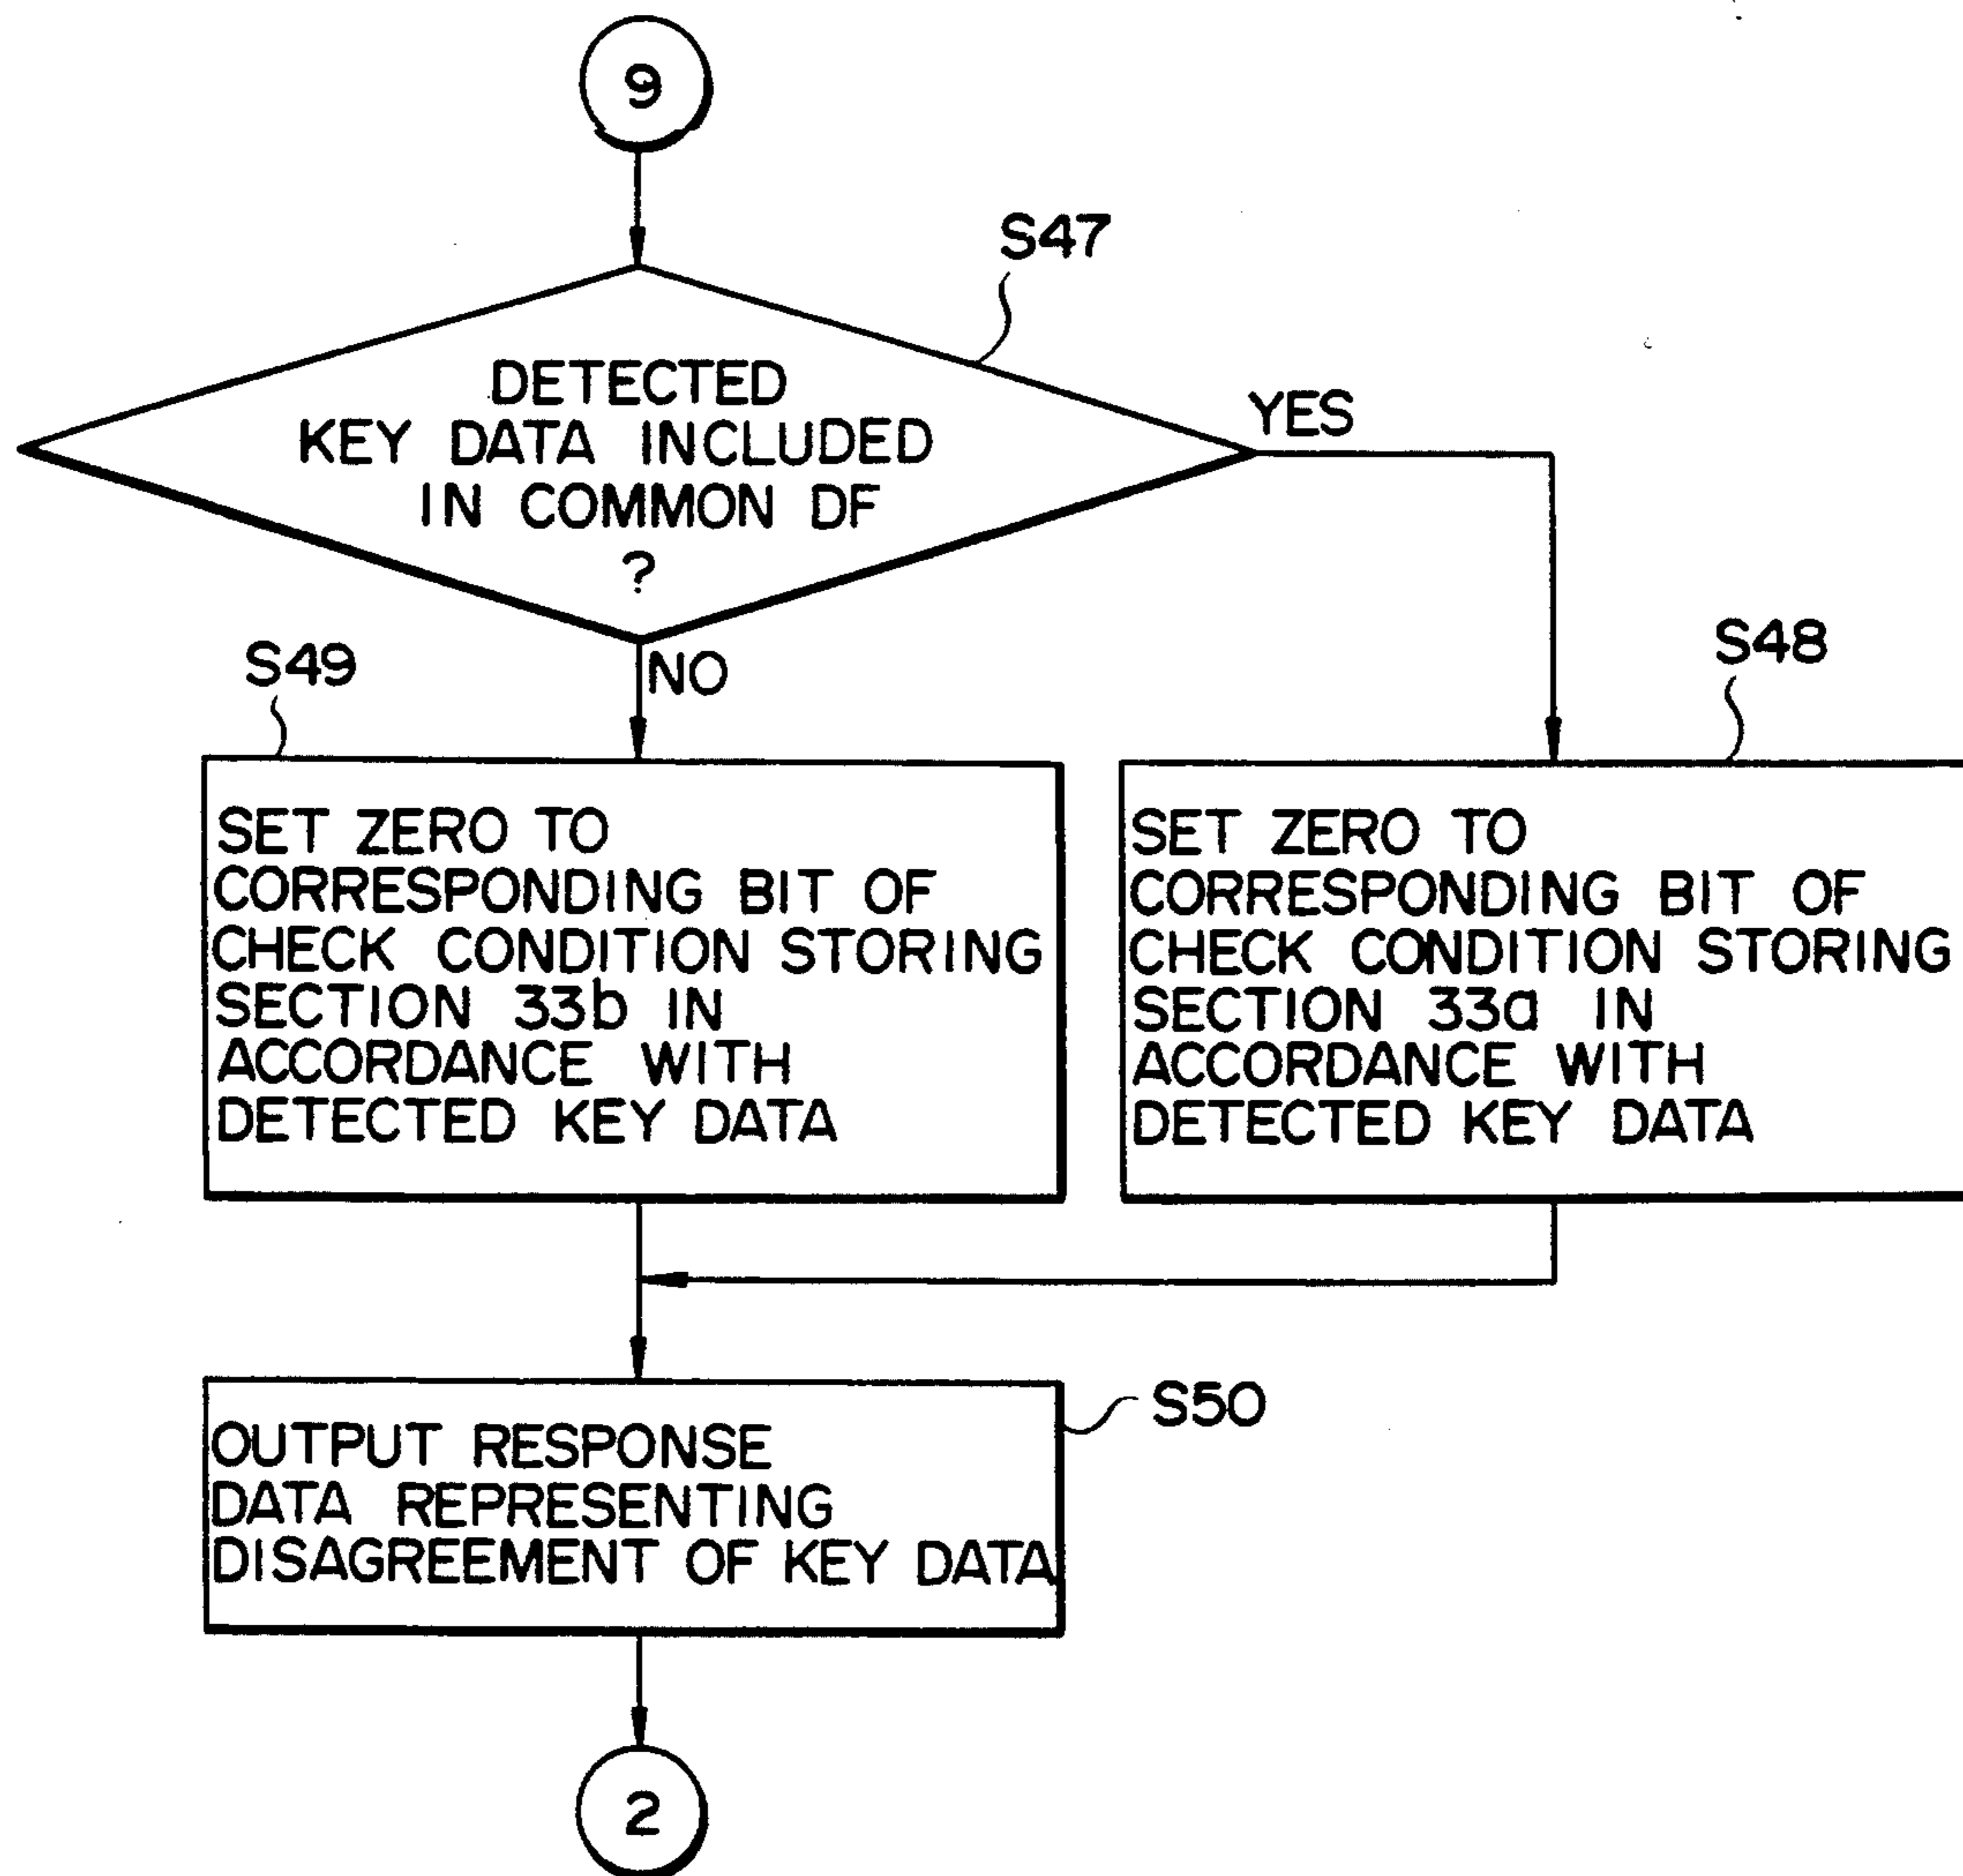 9
S47
DETECTED
KEY DATA INCLUDED
IN COMMON DF
?
YES
NO
S49
SET ZERO TO
CORRESPONDING BIT OF
CHECK CONDITION STORING
SECTION 33b IN
ACCORDANCE WITH
DETECTED KEY DATA
S48
SET ZERO TO
CORRESPONDING BIT OF
CHECK CONDITION STORING
SECTION 33a IN
ACCORDANCE WITH
DETECTED KEY DATA
S50
OUTPUT RESPONSE
DATA REPRESENTING
DISAGREEMENT OF KEY DATA
2